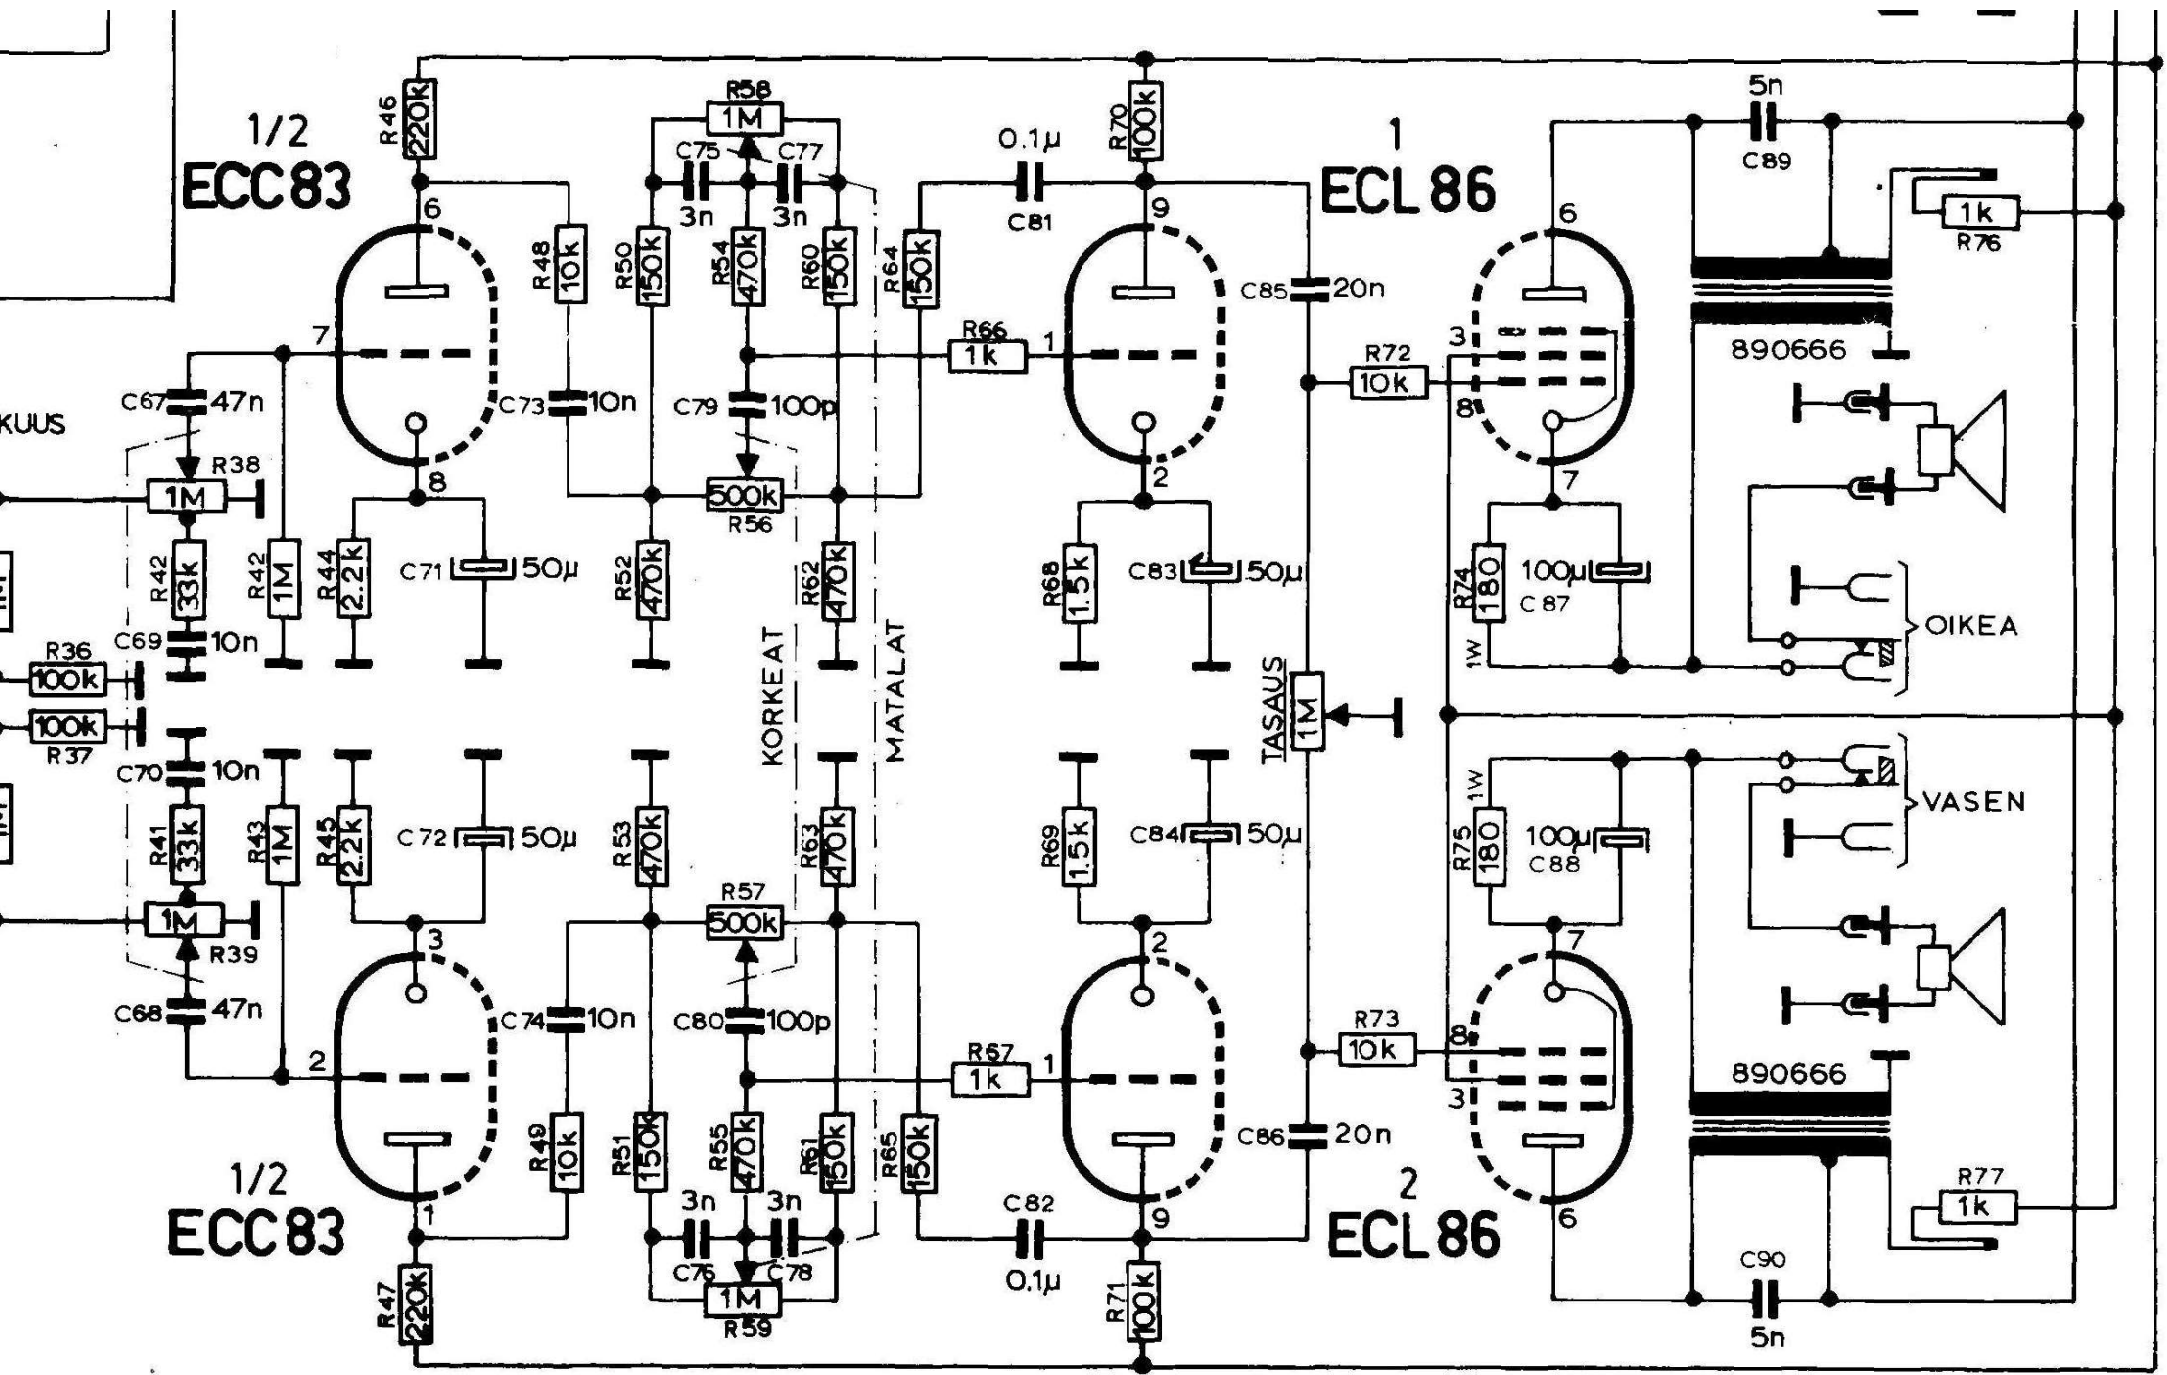 1/2
ECC83
R46
220k
6
7
8
R48
10k
C73
10n
R58
1M
C75
3n
C77
3n
R50
150k
R54
470k
R60
150k
R64
150k
0.1µ
C81
R70
100k
9
1
2
1
ECL86
C79
100p
R66
1k
C85
20n
R72
10k
6
3
8
7
5n
C89
1k
R76
890666
C67
47n
KUUS
R38
1M
500k
R56
R42
33k
R42
1M
R44
2.2k
C71
50µ
R52
470k
R62
470k
R68
1.5k
C83
50µ
R74
180
1W
100µ
C87
OIKEA
C69
10n
R36
100k
100k
R37
KORKEAT
MATALAT
TASAUS
1M
C70
10n
R41
33k
R43
1M
R45
2.2k
C72
50µ
R53
470k
R63
470k
R69
1.5k
C84
50µ
1W
R75
180
100µ
C88
VASEN
1M
R39
R57
500k
3
2
7
C68
47n
C74
10n
C80
100p
R73
10k
2
R67
1k
1
8
3
890666
R49
10k
R51
150k
R55
470k
R61
150k
R65
150k
C86
20n
1/2
ECC83
1
3n
3n
C76
C78
C82
0.1µ
9
2
ECL86
6
R77
1k
R47
220k
1M
R59
R71
100k
C90
5n